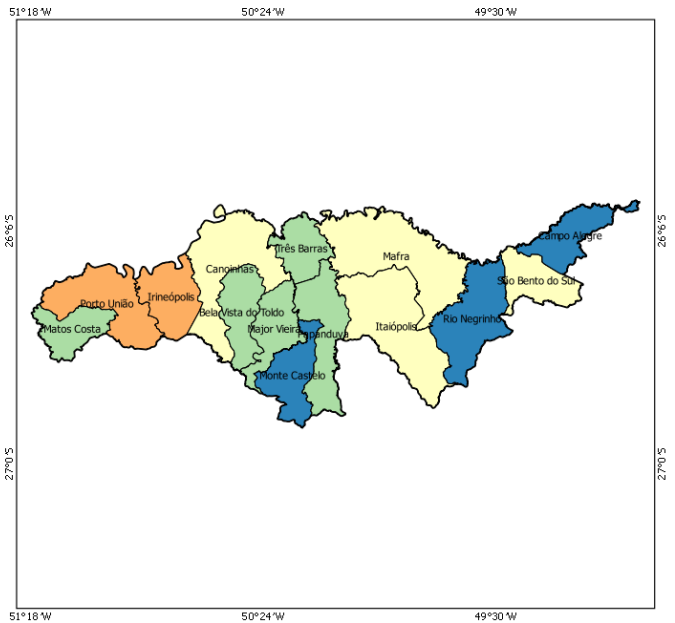 51°18′W 50°24′W 49°30′W
26°6′S 26°6′S
Campo Alegre
Três Barras
Mafra
Canoinhas
São Bento do Sul
Irineópolis
Porto União
Bela Vista do Toldo
Rio Negrinho
Matos Costa
Major Vieira
Papanduva
Itaiópolis
Monte Castelo
27°0′S 27°0′S
51°18′W 50°24′W 49°30′W